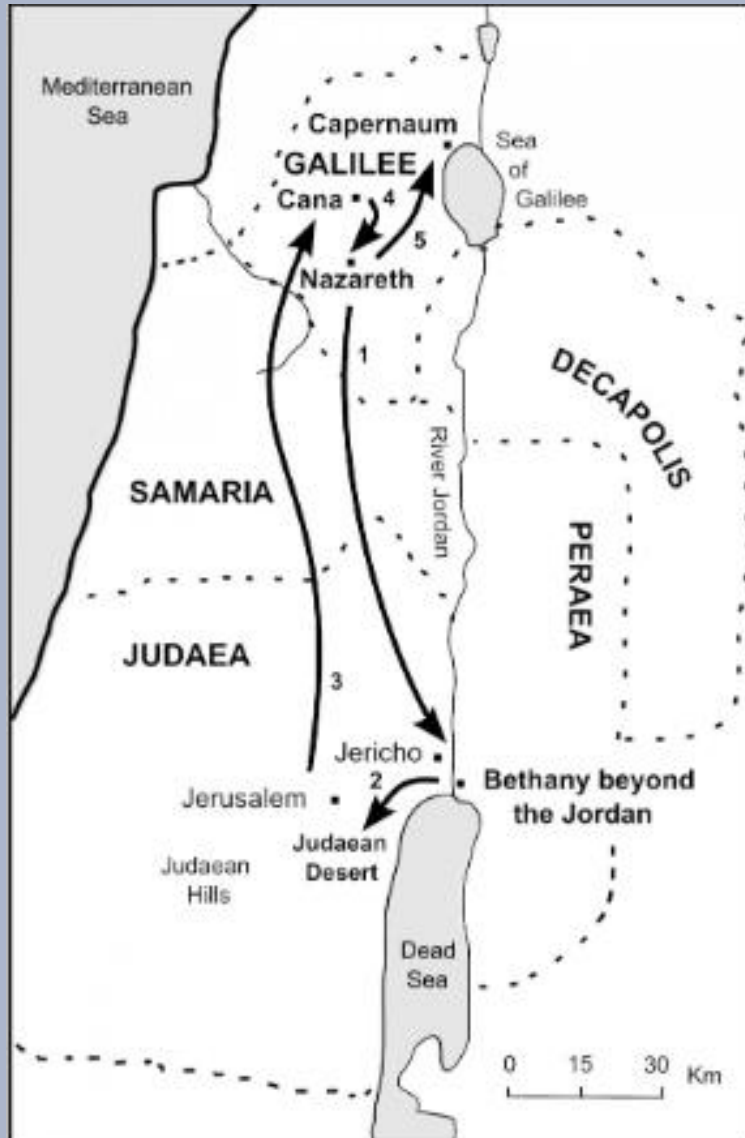 Mediterranean
Sea
Capernaum
GALILEE
Sea
of
Galilee
Cana
4
5
Nazareth
1
DECAPOLIS
River Jordan
SAMARIA
PERAEA
JUDAEA
3
Jericho
2
Bethany beyond
the Jordan
Jerusalem
Judaean
Desert
Judaean
Hills
Dead
Sea
0 15 30 Km